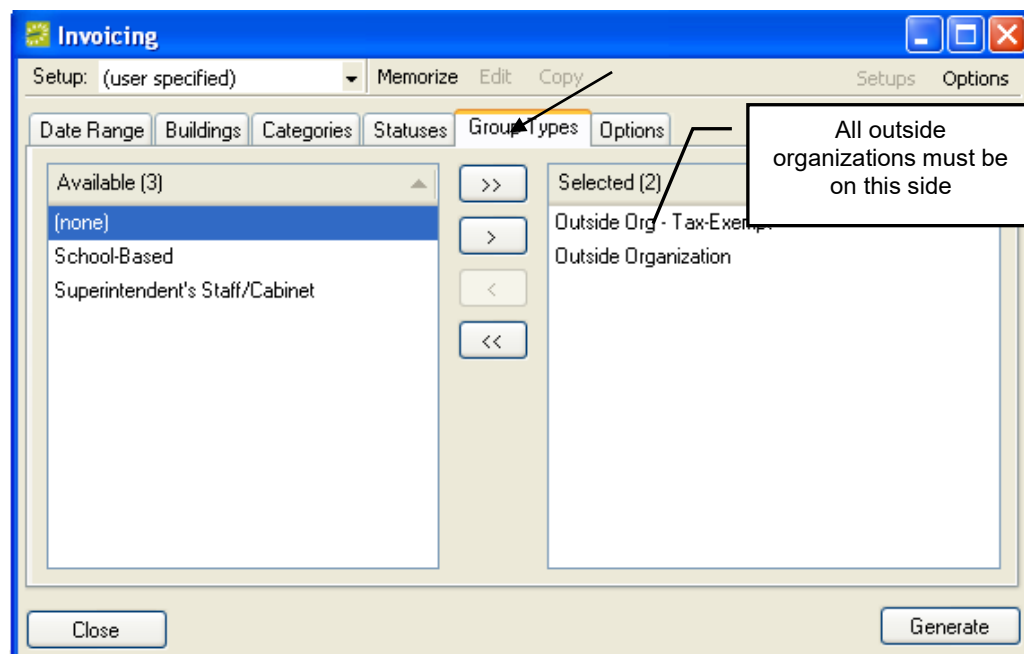 Invoicing
Setup: (user specified) Memorize Edit Copy Setups Options
Date Range Buildings Categories Statuses Group Types Options
All outside
organizations must be
on this side
Available (3) >> Selected (2)
(none) Outside Org - Tax-Exempt
>
School-Based Outside Organization
Superintendent's Staff/Cabinet <
<<
Close Generate